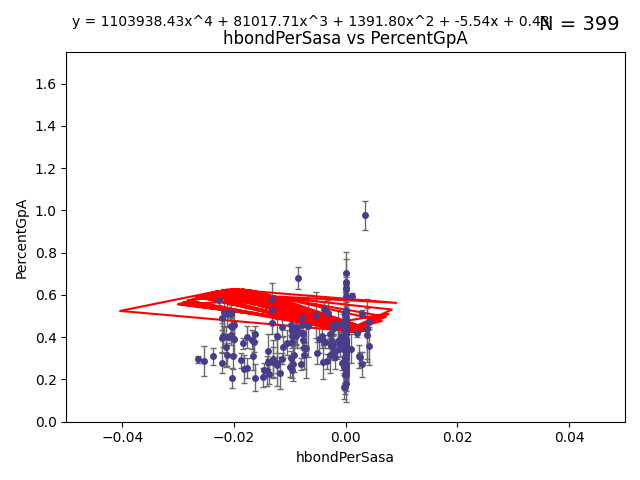 y = 1103938.43x^4 + 81017.71x^3 + 1391.80x^2 + -5.54x + 0.43
N = 399
hbondPerSasa vs PercentGpA
1.6
1.4
1.2
1.0
0.8
0.6
0.4
0.2
0.0
PercentGpA
−0.04 −0.02 0.00 0.02 0.04
hbondPerSasa